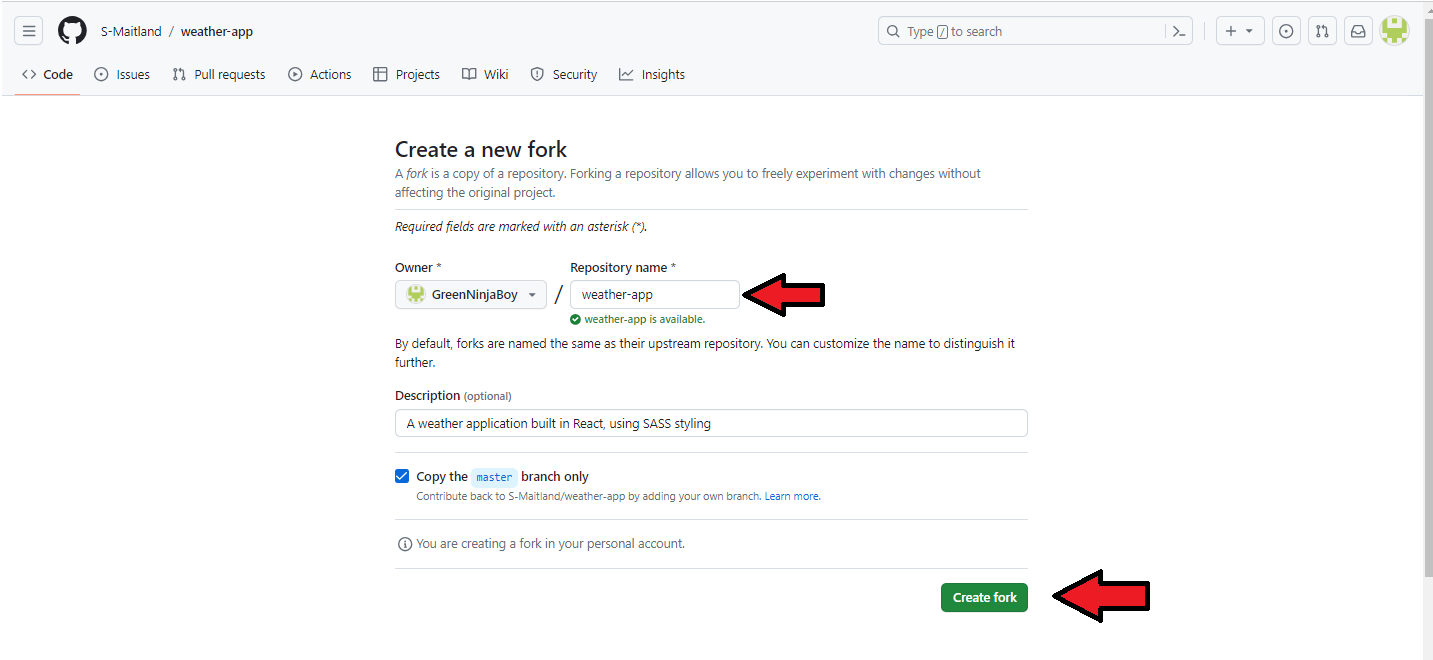 S-Maitland / weather-app
Type / to search
Code Issues Pull requests Actions Projects Wiki Security Insights
Create a new fork
A fork is a copy of a repository. Forking a repository allows you to freely experiment with changes without
affecting the original project.
Required fields are marked with an asterisk (*).
Owner * Repository name *
GreenNinjaBoy / weather-app
weather-app is available.
By default, forks are named the same as their upstream repository. You can customize the name to distinguish it
further.
Description (optional)
A weather application built in React, using SASS styling
Copy the master branch only
Contribute back to S-Maitland/weather-app by adding your own branch. Learn more.
You are creating a fork in your personal account.
Create fork